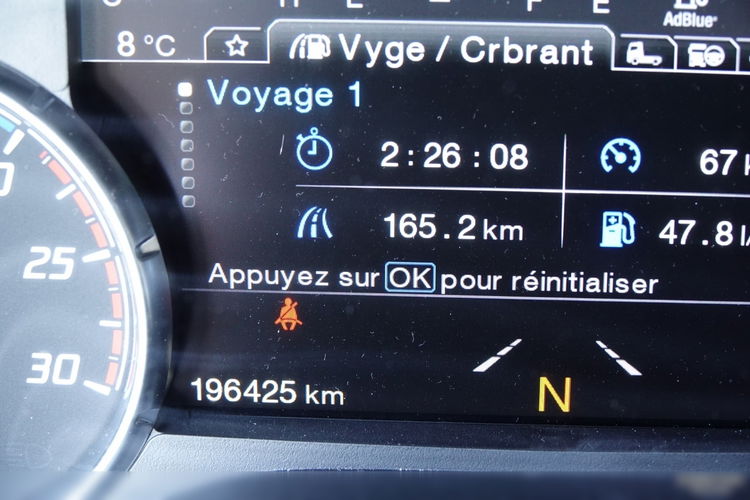 AdBlue
8 °C
Vyge / Crbrant
Voyage 1
2:26:08
67
165.2 km
47.8 l/
Appuyez sur OK pour réinitialiser
25
30
196425 km
N